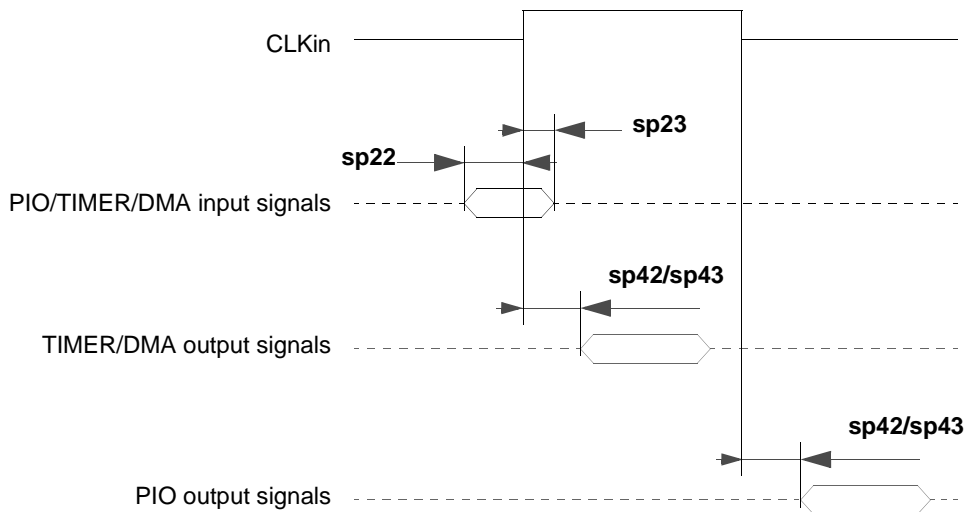 CLKin
sp23
sp22
PIO/TIMER/DMA input signals
sp42/sp43
TIMER/DMA output signals
sp42/sp43
PIO output signals